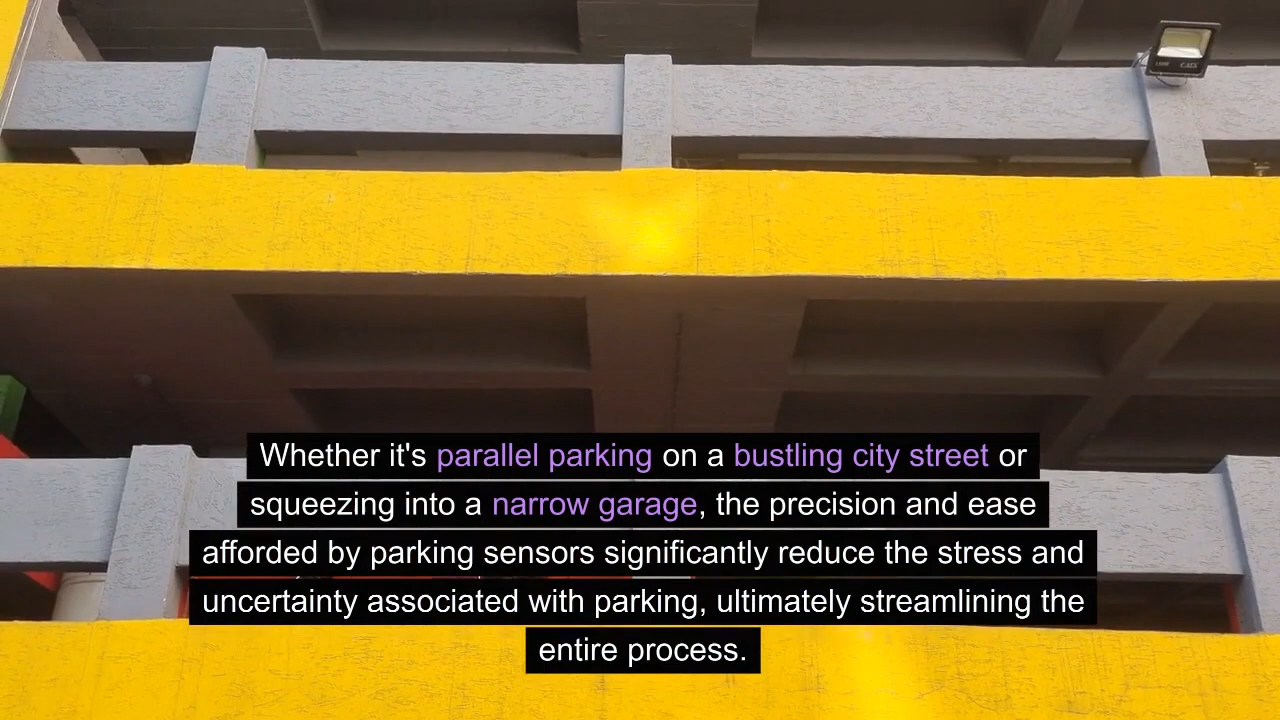 Whether it's parallel parking on a bustling city street or
squeezing into a narrow garage, the precision and ease
afforded by parking sensors significantly reduce the stress and
uncertainty associated with parking, ultimately streamlining the
entire process.